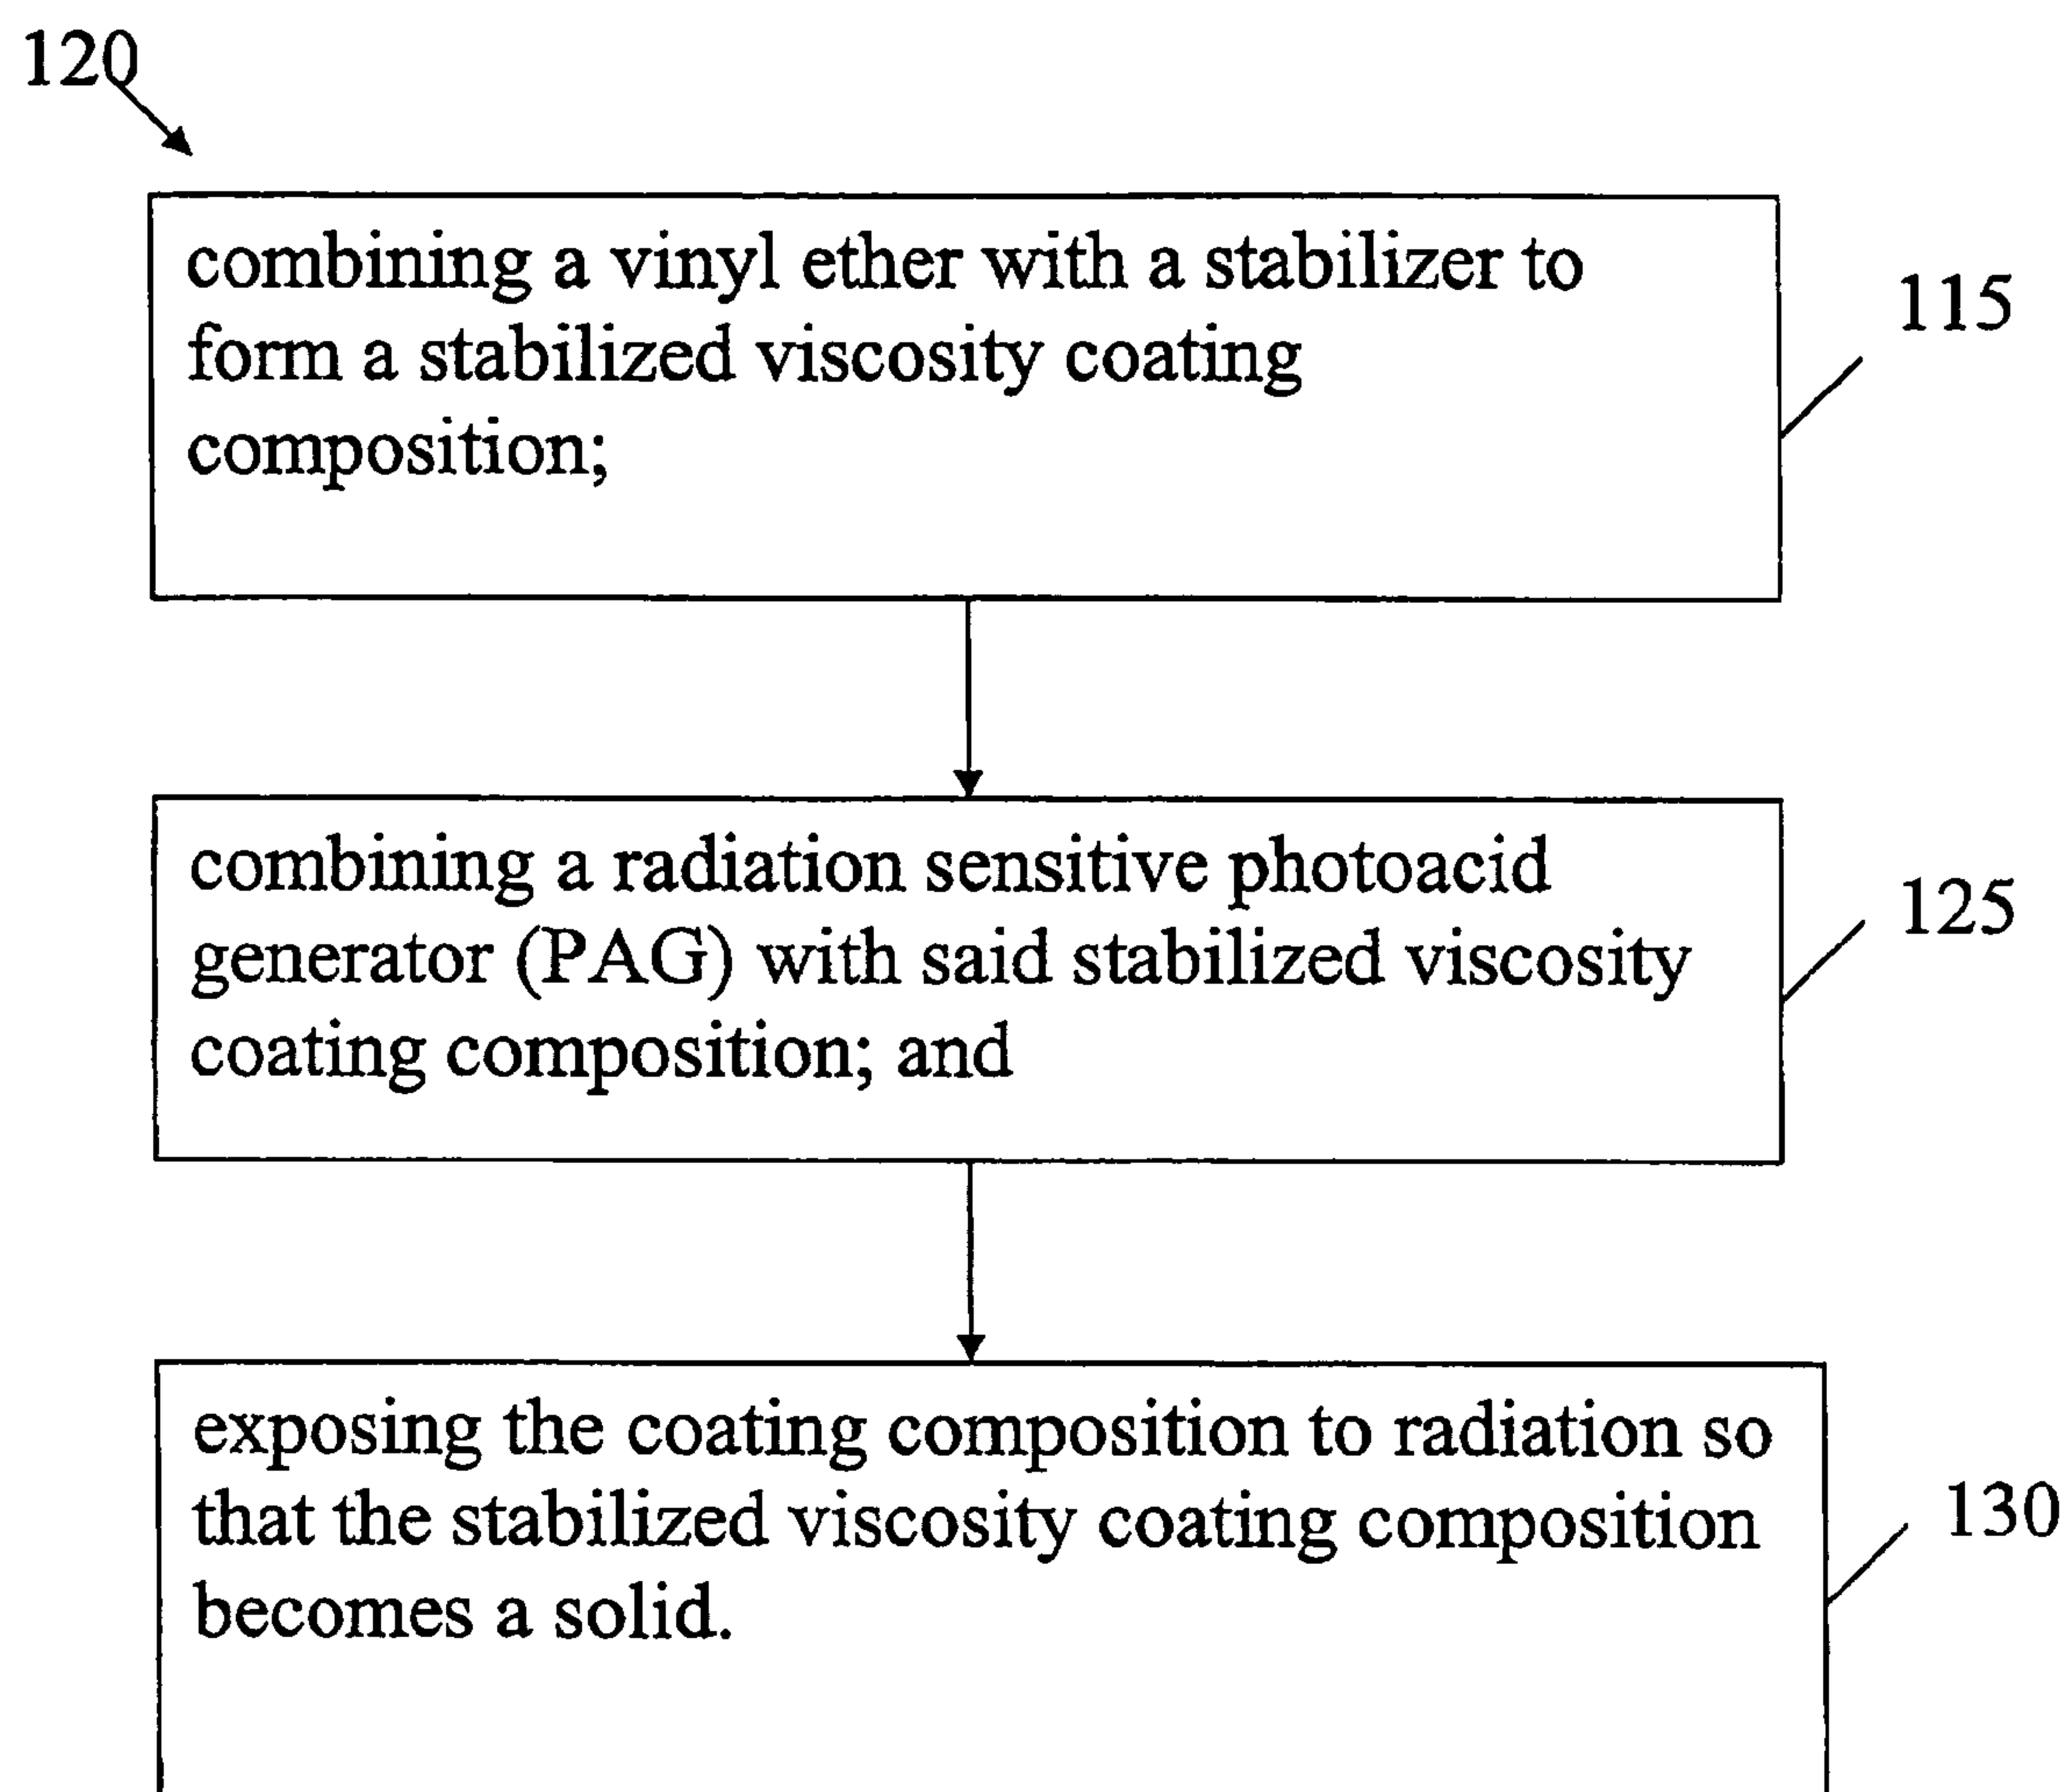 120
combining a vinyl ether with a stabilizer to
form a stabilized viscosity coating
composition;
115
combining a radiation sensitive photoacid
generator (PAG) with said stabilized viscosity
coating composition; and
125
exposing the coating composition to radiation so
that the stabilized viscosity coating composition
becomes a solid.
130